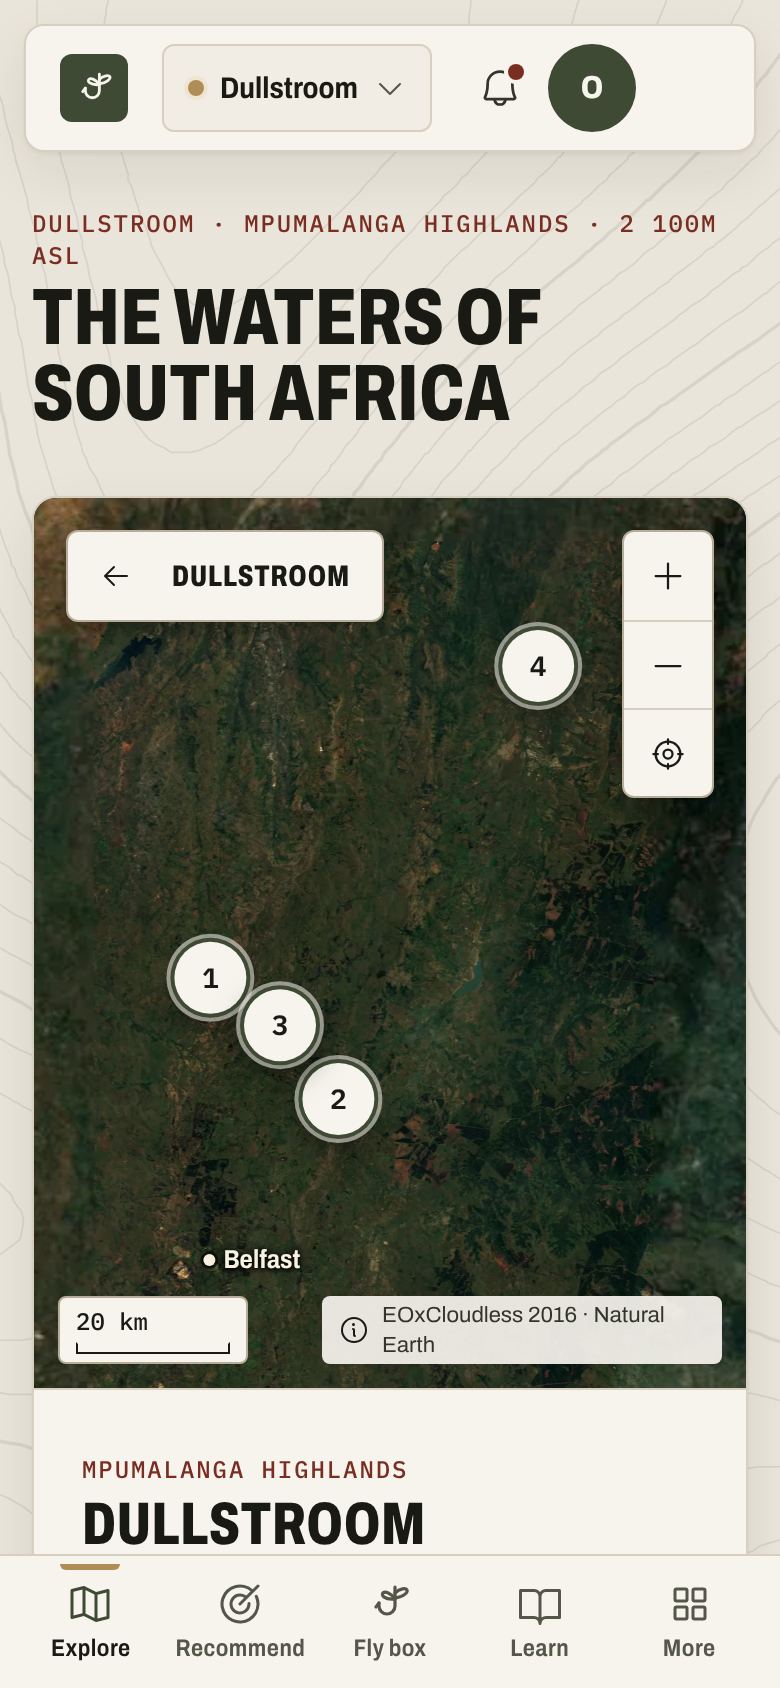 Dullstroom
O
DULLSTROOM · MPUMALANGA HIGHLANDS · 2 100M
ASL
THE WATERS OF
SOUTH AFRICA
DULLSTROOM
4
1
3
2
Belfast
20 km
EOxCloudless 2016 · Natural
Earth
MPUMALANGA HIGHLANDS
DULLSTROOM
Explore
Recommend
Fly box
Learn
More